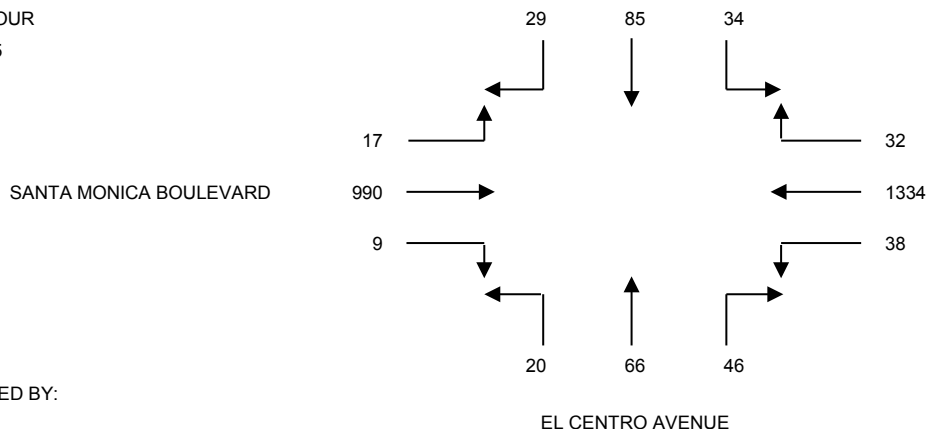 OUR 29 85 34
17 32
SANTA MONICA BOULEVARD 990 1334
9 38
20 66 46
ED BY:
EL CENTRO AVENUE